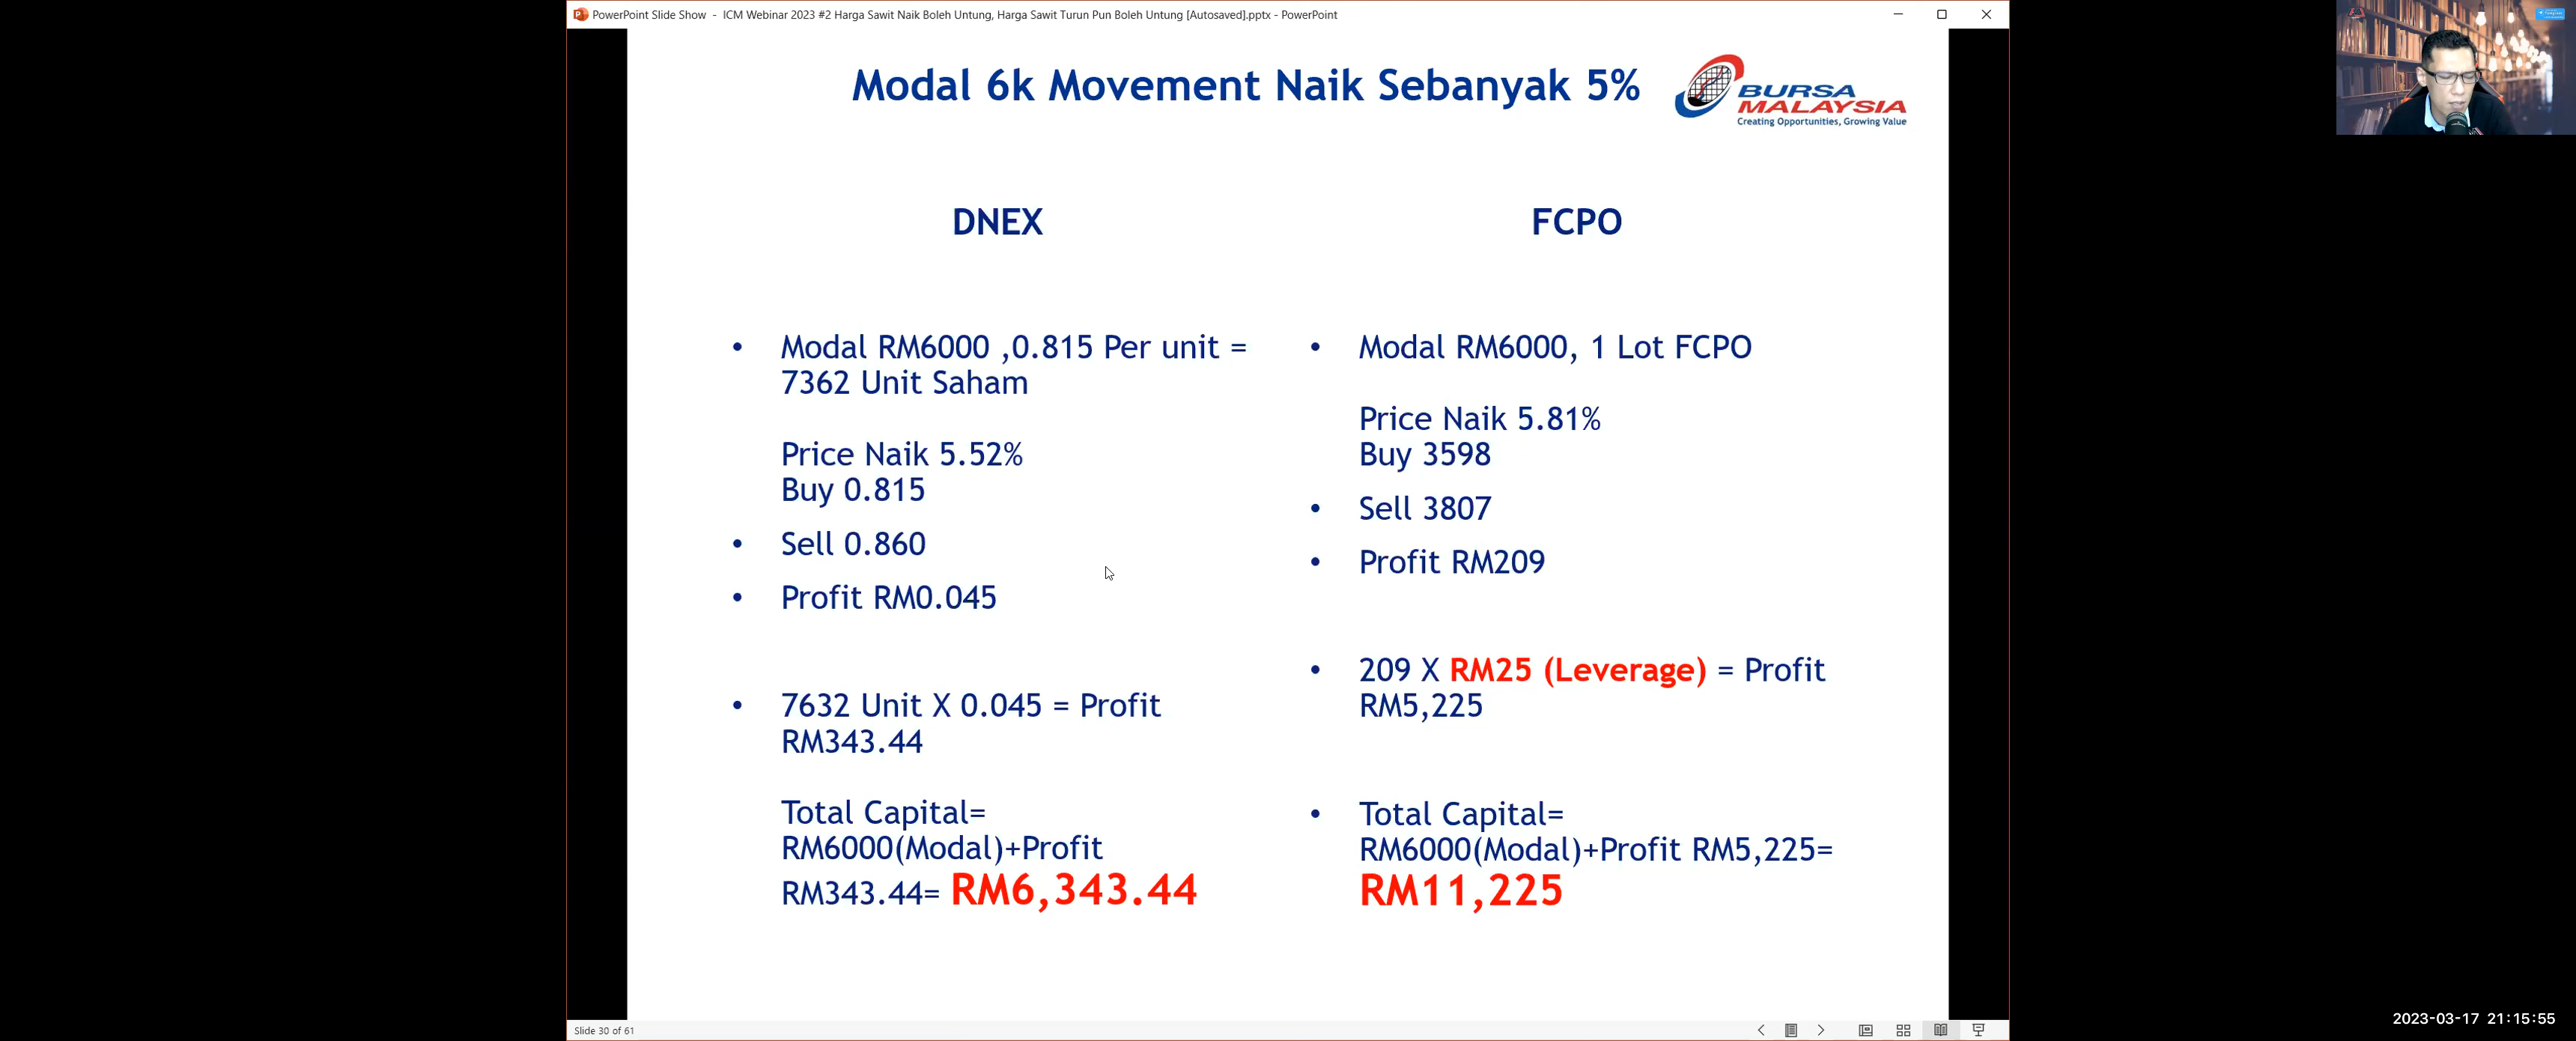 PowerPoint Slide Show - ICM Webinar 2023 #2 Harga Sawit Naik Boleh Untung, Harga Sawit Turun Pun Boleh Untung [Autosaved].pptx - PowerPoint
Modal 6k Movement Naik Sebanyak 5%
BURSA
MALAYSIA
Creating Opportunities, Growing Value
DNEX
• Modal RM6000 ,0.815 Per unit =
7362 Unit Saham
Price Naik 5.52%
Buy 0.815
• Sell 0.860
• Profit RM0.045
• 7632 Unit X 0.045 = Profit
RM343.44
Total Capital=
RM6000(Modal)+Profit
RM343.44= RM6,343.44
FCPO
• Modal RM6000, 1 Lot FCPO
Price Naik 5.81%
Buy 3598
• Sell 3807
• Profit RM209
• 209 X RM25 (Leverage) = Profit
RM5,225
• Total Capital=
RM6000(Modal)+Profit RM5,225=
RM11,225
Slide 30 of 61
2023-03-17 21:15:55